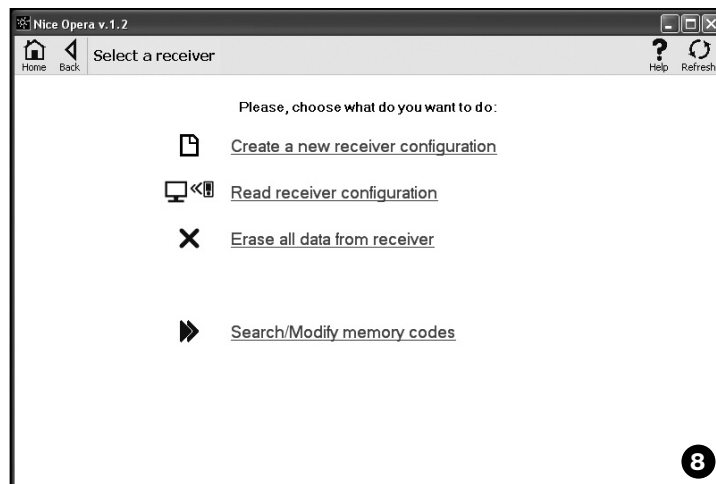 Nice Opera v.1.2
Home Back Select a receiver Help Refresh
Please, choose what do you want to do:
Create a new receiver configuration
Read receiver configuration
Erase all data from receiver
Search/Modify memory codes
8